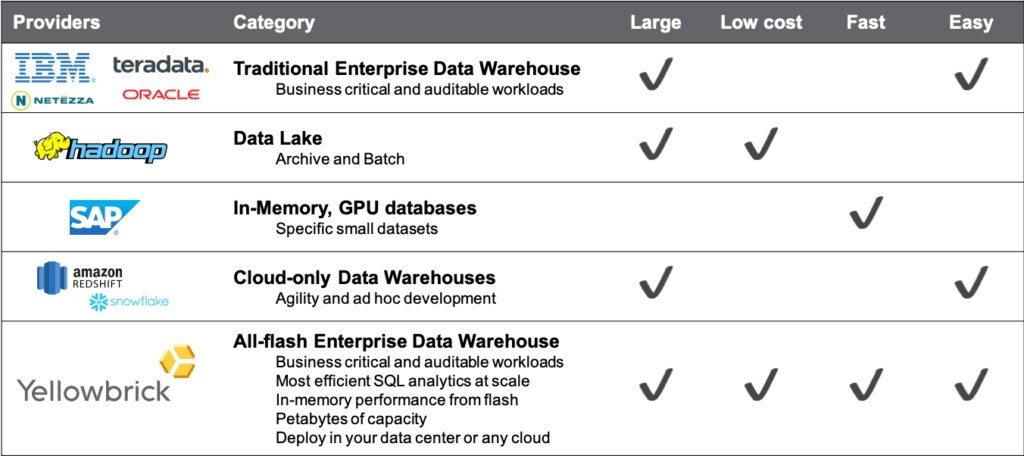 Providers Category Large Low cost Fast Easy
IBM. teradata. Traditional Enterprise Data Warehouse
N NETEZZA ORACLE Business critical and auditable workloads
hadoop Data Lake
Archive and Batch
SAP In-Memory, GPU databases
Specific small datasets
amazon REDSHIFT Cloud-only Data Warehouses
snowflake Agility and ad hoc development
Yellowbrick All-flash Enterprise Data Warehouse
Business critical and auditable workloads
Most efficient SQL analytics at scale
In-memory performance from flash
Petabytes of capacity
Deploy in your data center or any cloud